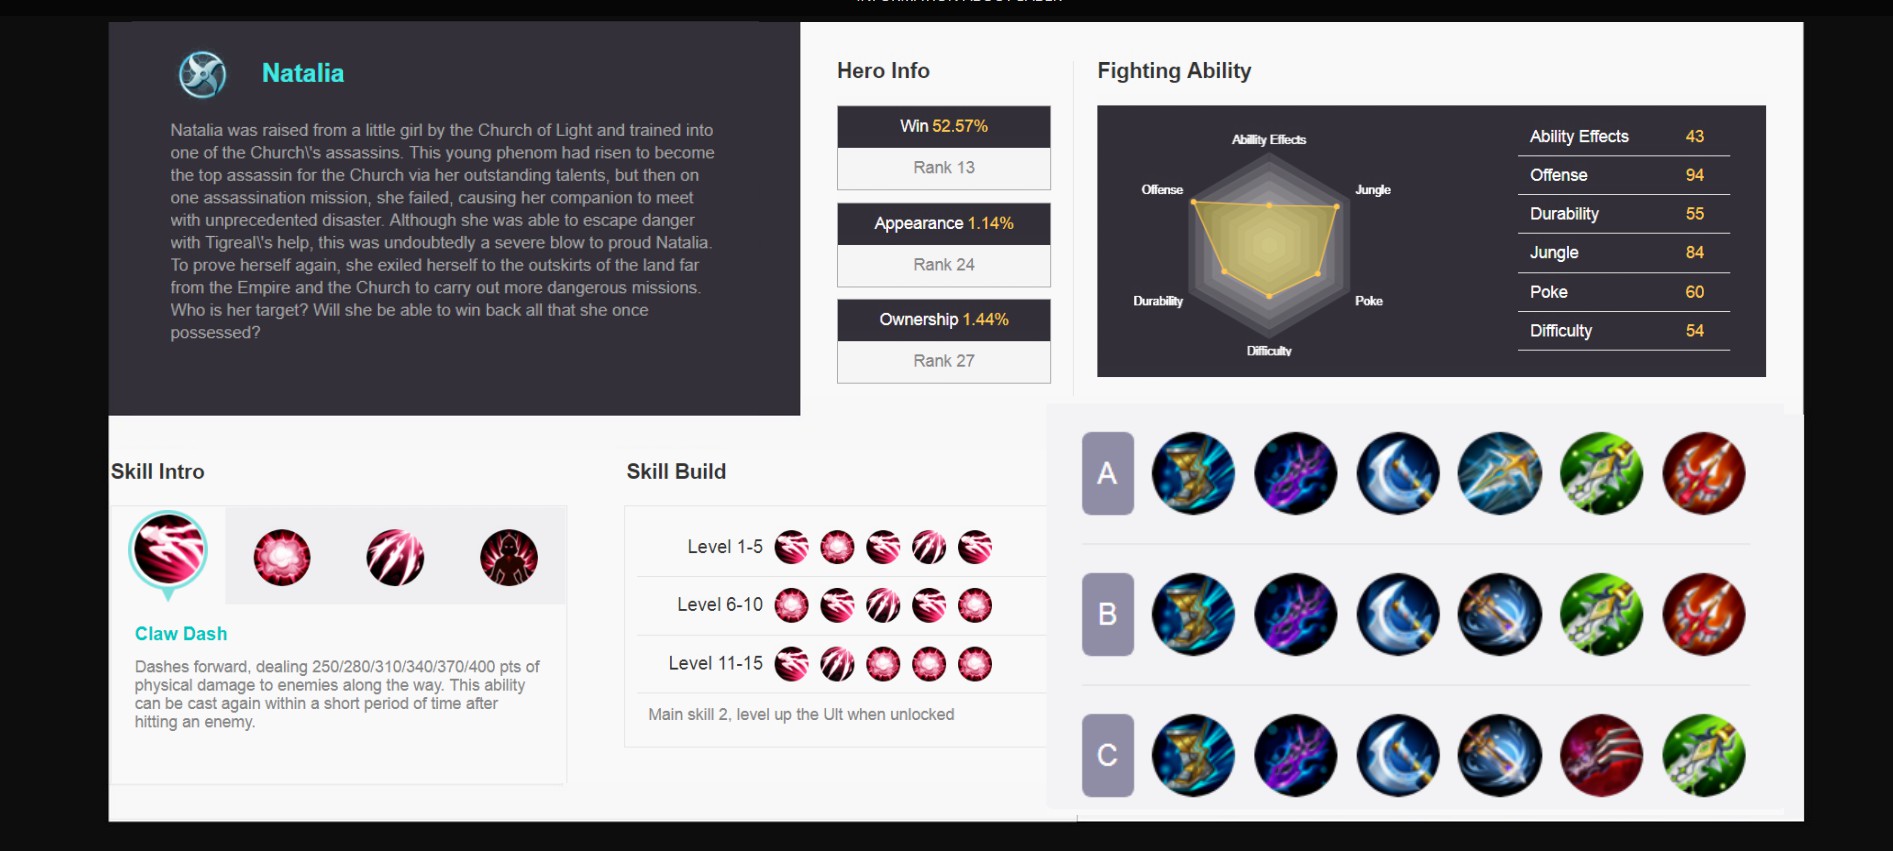 INFORMATION ABOUT SABER
Natalia
Natalia was raised from a little girl by the Church of Light and trained into
one of the Church\'s assassins. This young phenom had risen to become
the top assassin for the Church via her outstanding talents, but then on
one assassination mission, she failed, causing her companion to meet
with unprecedented disaster. Although she was able to escape danger
with Tigreal\'s help, this was undoubtedly a severe blow to proud Natalia.
To prove herself again, she exiled herself to the outskirts of the land far
from the Empire and the Church to carry out more dangerous missions.
Who is her target? Will she be able to win back all that she once
possessed?
Hero Info
Win 52.57%
Rank 13
Appearance 1.14%
Rank 24
Ownership 1.44%
Rank 27
Fighting Ability
Abillity Effects
Offense
Jungle
Durability
Poke
Difficulty
Ability Effects 43
Offense 94
Durability 55
Jungle 84
Poke 60
Difficulty 54
Skill Intro
Claw Dash
Dashes forward, dealing 250/280/310/340/370/400 pts of
physical damage to enemies along the way. This ability
can be cast again within a short period of time after
hitting an enemy.
Skill Build
Level 1-5
Level 6-10
Level 11-15
Main skill 2, level up the Ult when unlocked
A
B
C